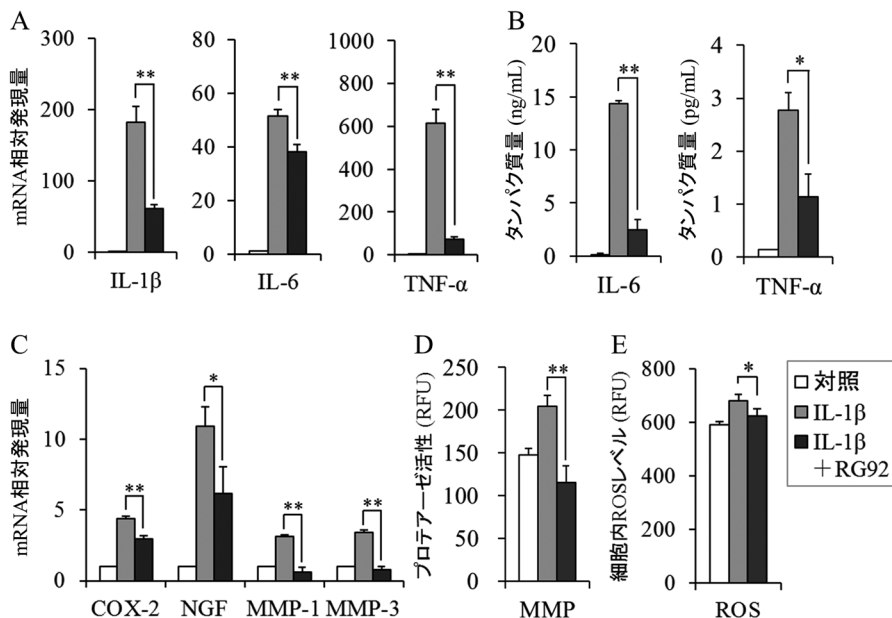 A
mRNA相対発現量
300
200
100
0
**
IL-1β
80
60
40
20
0
**
IL-6
1000
800
600
400
200
0
**
TNF-α
B
タンパク質量 (ng/mL)
20
15
10
5
0
**
IL-6
タンパク質量 (pg/mL)
4
3
2
1
0
*
TNF-α
C
mRNA相対発現量
15
10
5
0
**
*
**
**
COX-2 NGF MMP-1 MMP-3
D
プロテアーゼ活性 (RFU)
250
200
150
100
50
0
**
MMP
E
細胞内ROSレベル (RFU)
800
600
400
200
0
*
ROS
対照
IL-1β
IL-1β
＋RG92